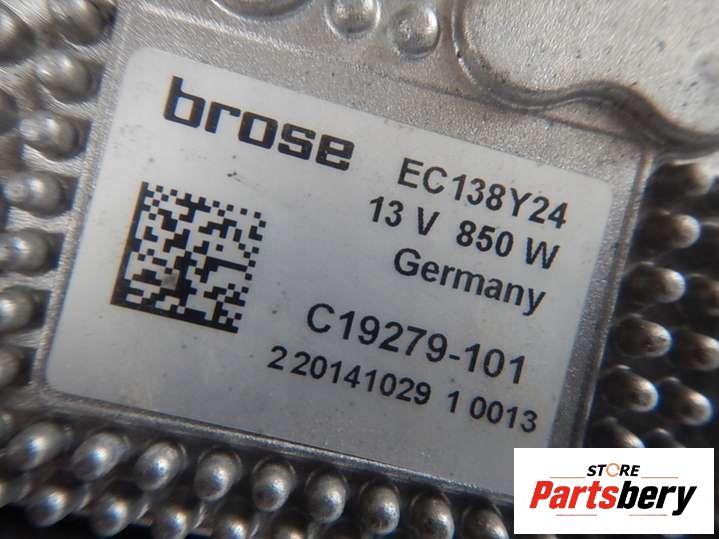 brose
EC138Y24
13 V 850 W
Germany
C19279-101
2 20141029 1 0013
STORE
Partsbery